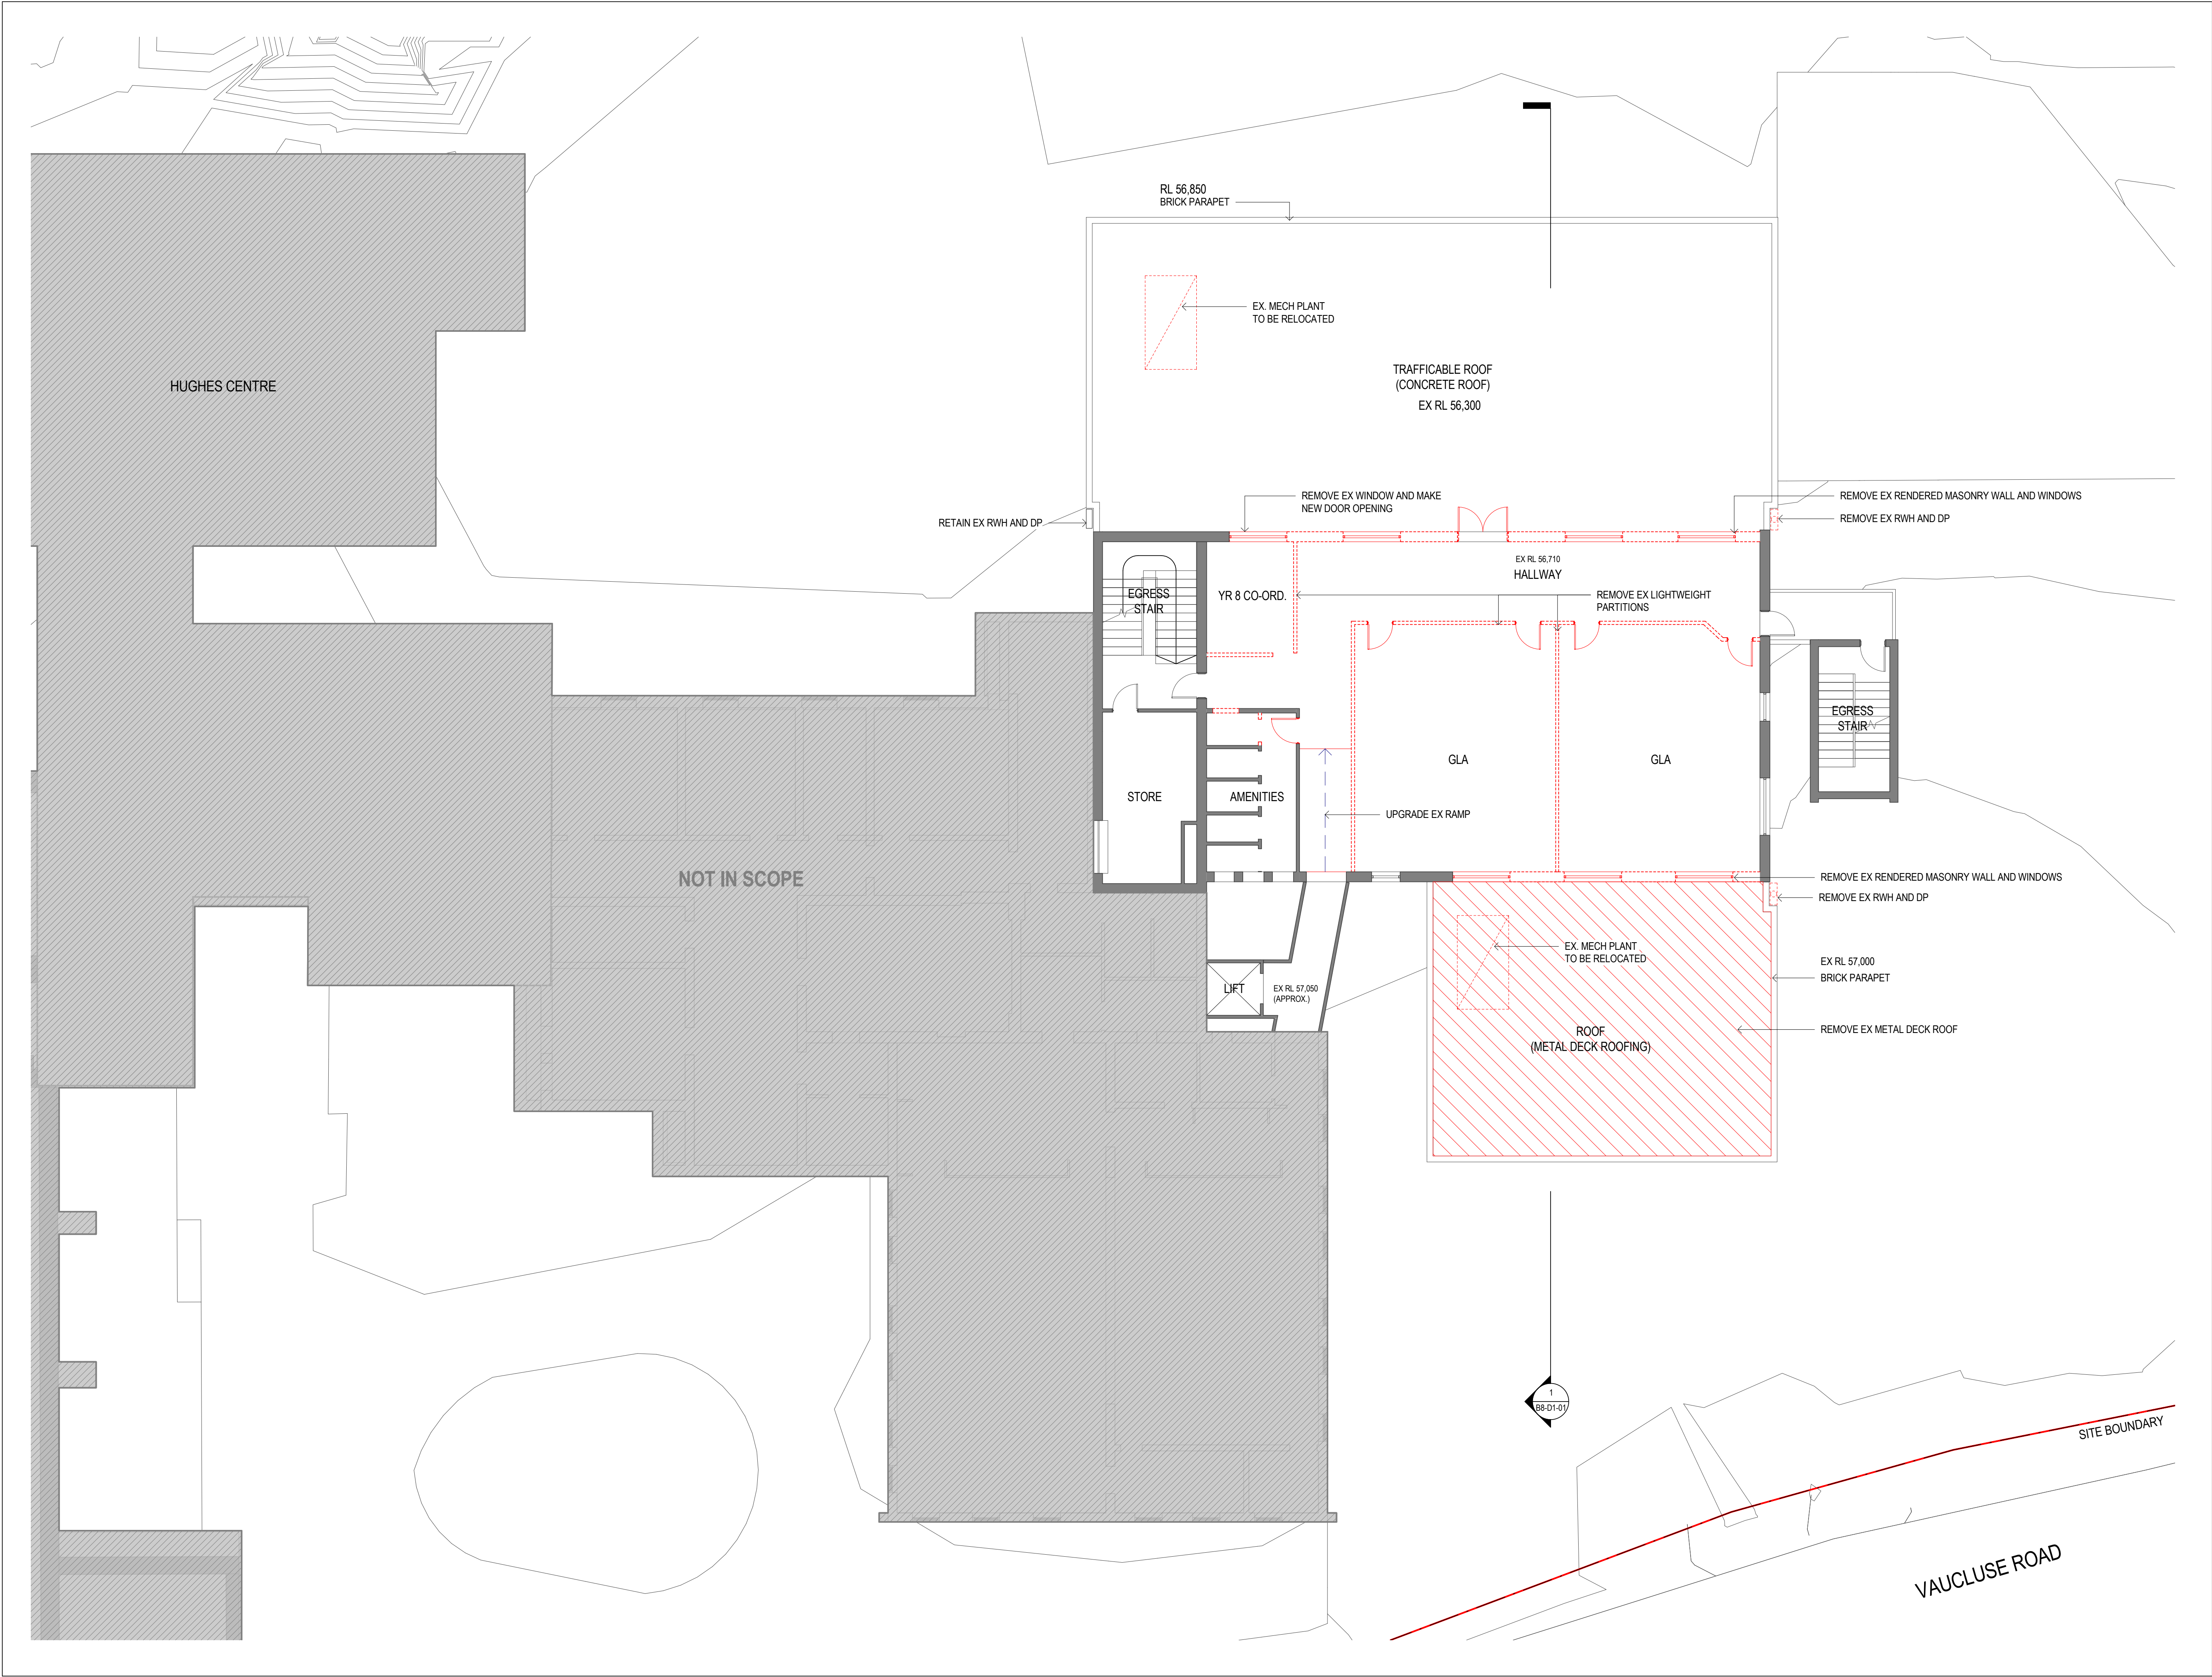 RL 56,850
BRICK PARAPET
EX. MECH PLANT
TO BE RELOCATED
HUGHES CENTRE
TRAFFICABLE ROOF
(CONCRETE ROOF)
EX RL 56,300
REMOVE EX WINDOW AND MAKE
NEW DOOR OPENING
REMOVE EX RENDERED MASONRY WALL AND WINDOWS
RETAIN EX RWH AND DP
REMOVE EX RWH AND DP
EX RL 56,710
HALLWAY
EGRESS
STAIR
YR 8 CO-ORD.
REMOVE EX LIGHTWEIGHT
PARTITIONS
EGRESS
STAIR
GLA
GLA
STORE
AMENITIES
UPGRADE EX RAMP
NOT IN SCOPE
REMOVE EX RENDERED MASONRY WALL AND WINDOWS
REMOVE EX RWH AND DP
EX. MECH PLANT
TO BE RELOCATED
EX RL 57,000
BRICK PARAPET
LIFT
EX RL 57,050
(APPROX.)
ROOF
(METAL DECK ROOFING)
REMOVE EX METAL DECK ROOF
1
B8-D1-01
SITE BOUNDARY
VAUCLUSE ROAD